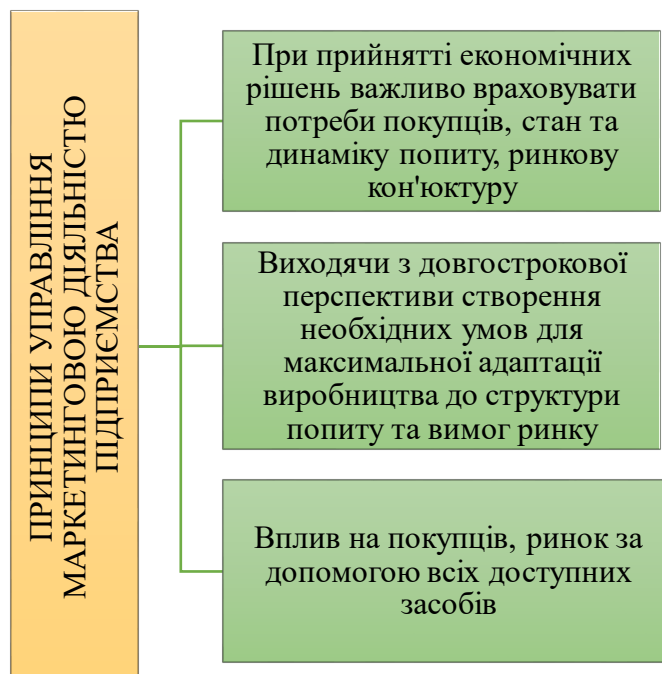 ПРИНЦИПИ УПРАВЛІННЯ
МАРКЕТИНГОВОЮ ДІЯЛЬНІСТЮ
ПІДПРИЄМСТВА
При прийнятті економічних
рішень важливо враховувати
потреби покупців, стан та
динаміку попиту, ринкову
кон'юктуру
Виходячи з довгострокової
перспективи створення
необхідних умов для
максимальної адаптації
виробництва до структури
попиту та вимог ринку
Вплив на покупців, ринок за
допомогою всіх доступних
засобів